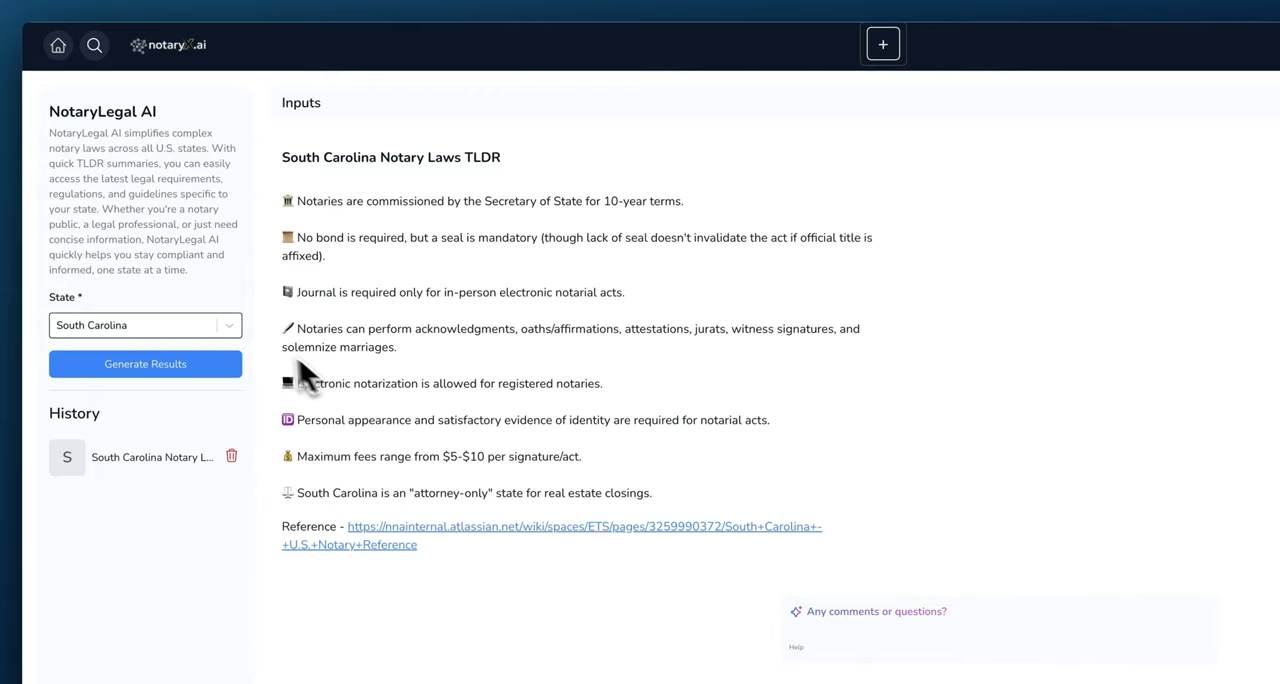 notaryX.ai
+
NotaryLegal AI
NotaryLegal AI simplifies complex
notary laws across all U.S. states. With
quick TLDR summaries, you can easily
access the latest legal requirements,
regulations, and guidelines specific to
your state. Whether you're a notary
public, a legal professional, or just need
concise information, NotaryLegal AI
quickly helps you stay compliant and
informed, one state at a time.
State *
South Carolina
Generate Results
History
S
South Carolina Notary L...
Inputs
South Carolina Notary Laws TLDR
🏛️ Notaries are commissioned by the Secretary of State for 10-year terms.
📜 No bond is required, but a seal is mandatory (though lack of seal doesn't invalidate the act if official title is
affixed).
📓 Journal is required only for in-person electronic notarial acts.
🖋️ Notaries can perform acknowledgments, oaths/affirmations, attestations, jurats, witness signatures, and
solemnize marriages.
💻 ctronic notarization is allowed for registered notaries.
🆔 Personal appearance and satisfactory evidence of identity are required for notarial acts.
💰 Maximum fees range from $5-$10 per signature/act.
⚖️ South Carolina is an "attorney-only" state for real estate closings.
Reference - https://nnainternal.atlassian.net/wiki/spaces/ETS/pages/3259990372/South+Carolina+-
+U.S.+Notary+Reference
Any comments or questions?
Help